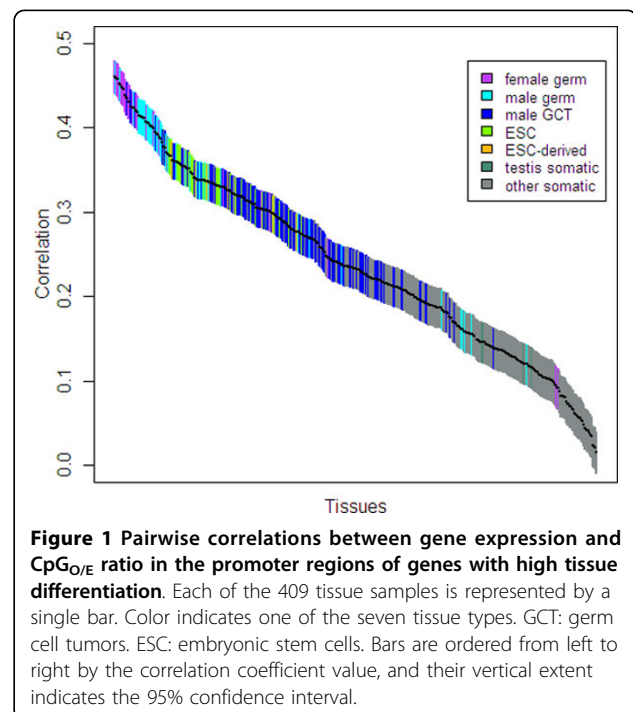 0.5
0.4
0.3
0.2
0.1
0.0
Correlation
female germ
male germ
male GCT
ESC
ESC-derived
testis somatic
other somatic
Tissues
Figure 1 Pairwise correlations between gene expression and
CpG_O/E ratio in the promoter regions of genes with high tissue
differentiation. Each of the 409 tissue samples is represented by a
single bar. Color indicates one of the seven tissue types. GCT: germ
cell tumors. ESC: embryonic stem cells. Bars are ordered from left to
right by the correlation coefficient value, and their vertical extent
indicates the 95% confidence interval.